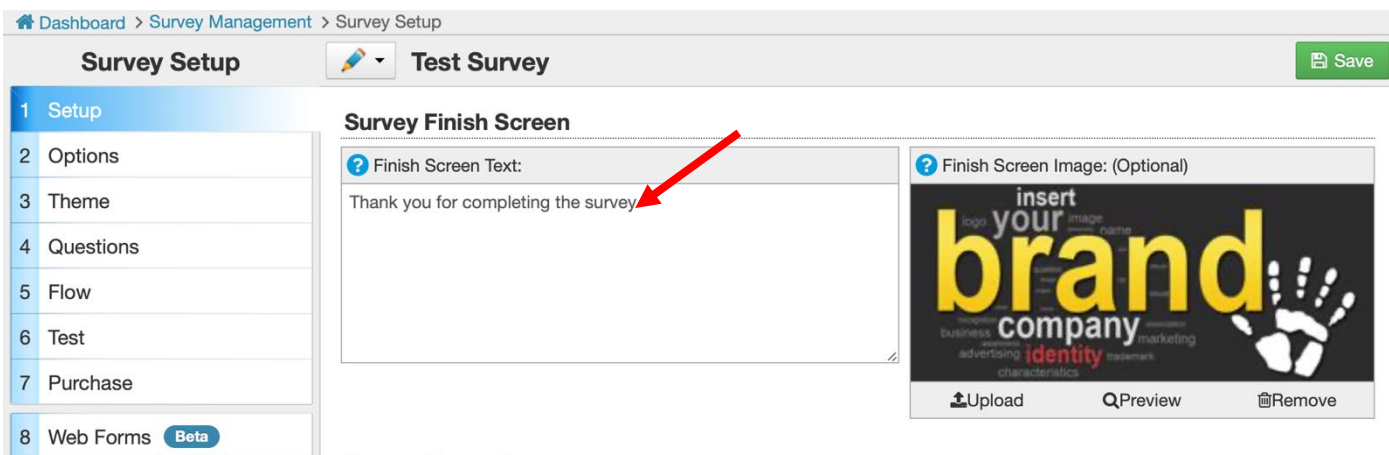 Dashboard > Survey Management > Survey Setup
Survey Setup
Test Survey
Save
1 Setup
2 Options
3 Theme
4 Questions
5 Flow
6 Test
7 Purchase
8 Web Forms Beta
Survey Finish Screen
? Finish Screen Text:
Thank you for completing the survey
? Finish Screen Image: (Optional)
insert
logo your image
name
brand
business company marketing
advertising identity trademark
characteristics
Upload Preview Remove